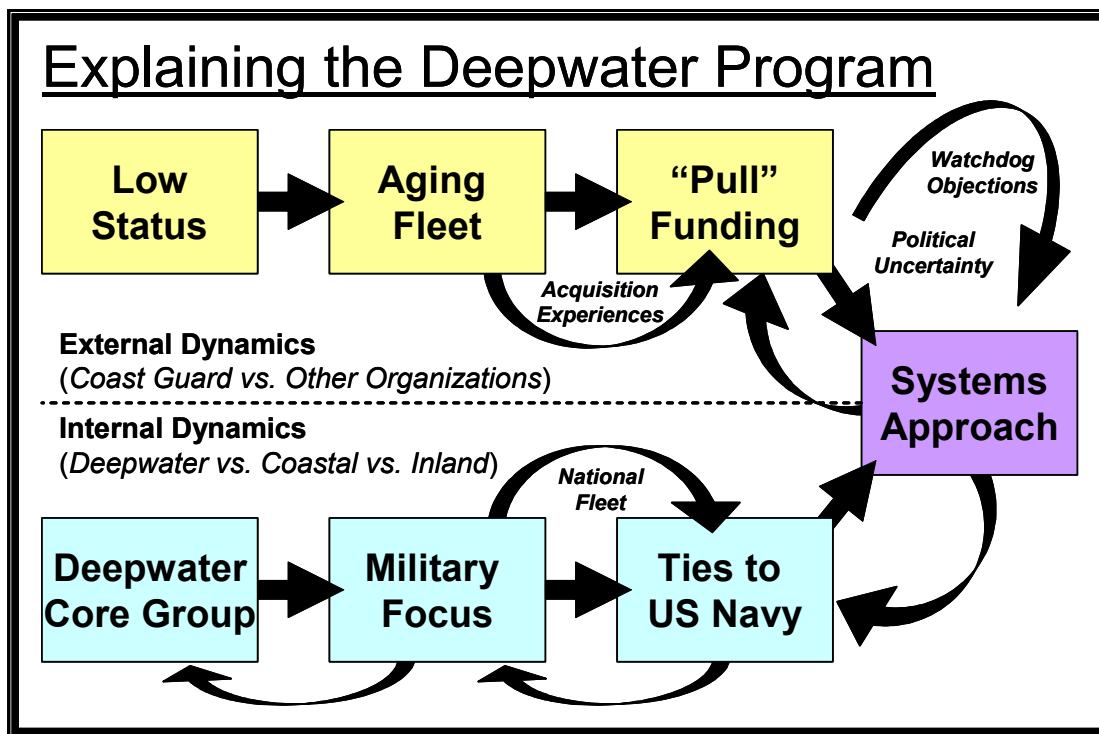 Explaining the Deepwater Program
Low
Status
Aging
Fleet
“Pull”
Funding
Watchdog
Objections
Political
Uncertainty
Acquisition
Experiences
External Dynamics
(Coast Guard vs. Other Organizations)
Systems
Approach
Internal Dynamics
(Deepwater vs. Coastal vs. Inland)
National
Fleet
Deepwater
Core Group
Military
Focus
Ties to
US Navy